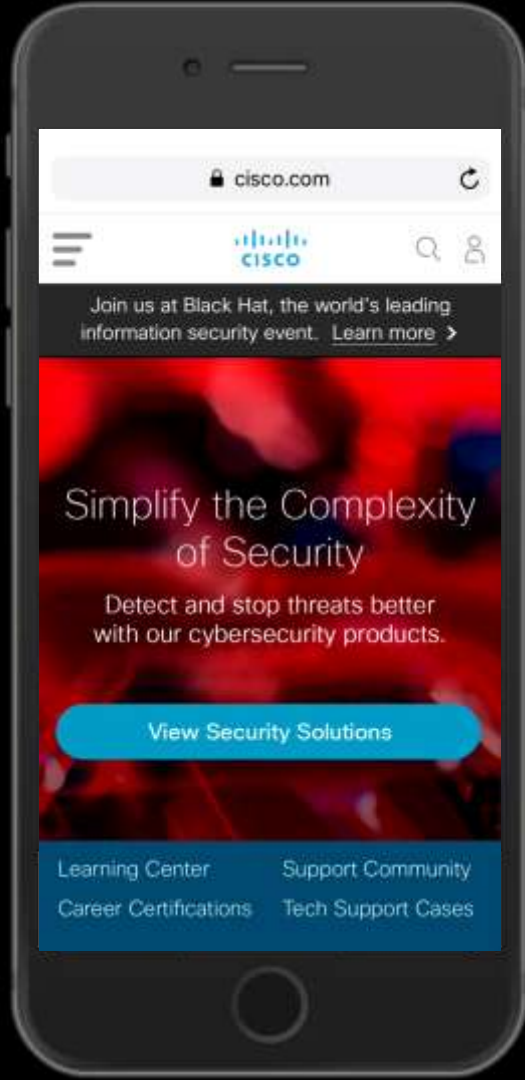 cisco.com
CISCO
Join us at Black Hat, the world's leading
information security event. Learn more >
Simplify the Complexity
of Security
Detect and stop threats better
with our cybersecurity products.
View Security Solutions
Learning Center Support Community
Career Certifications Tech Support Cases